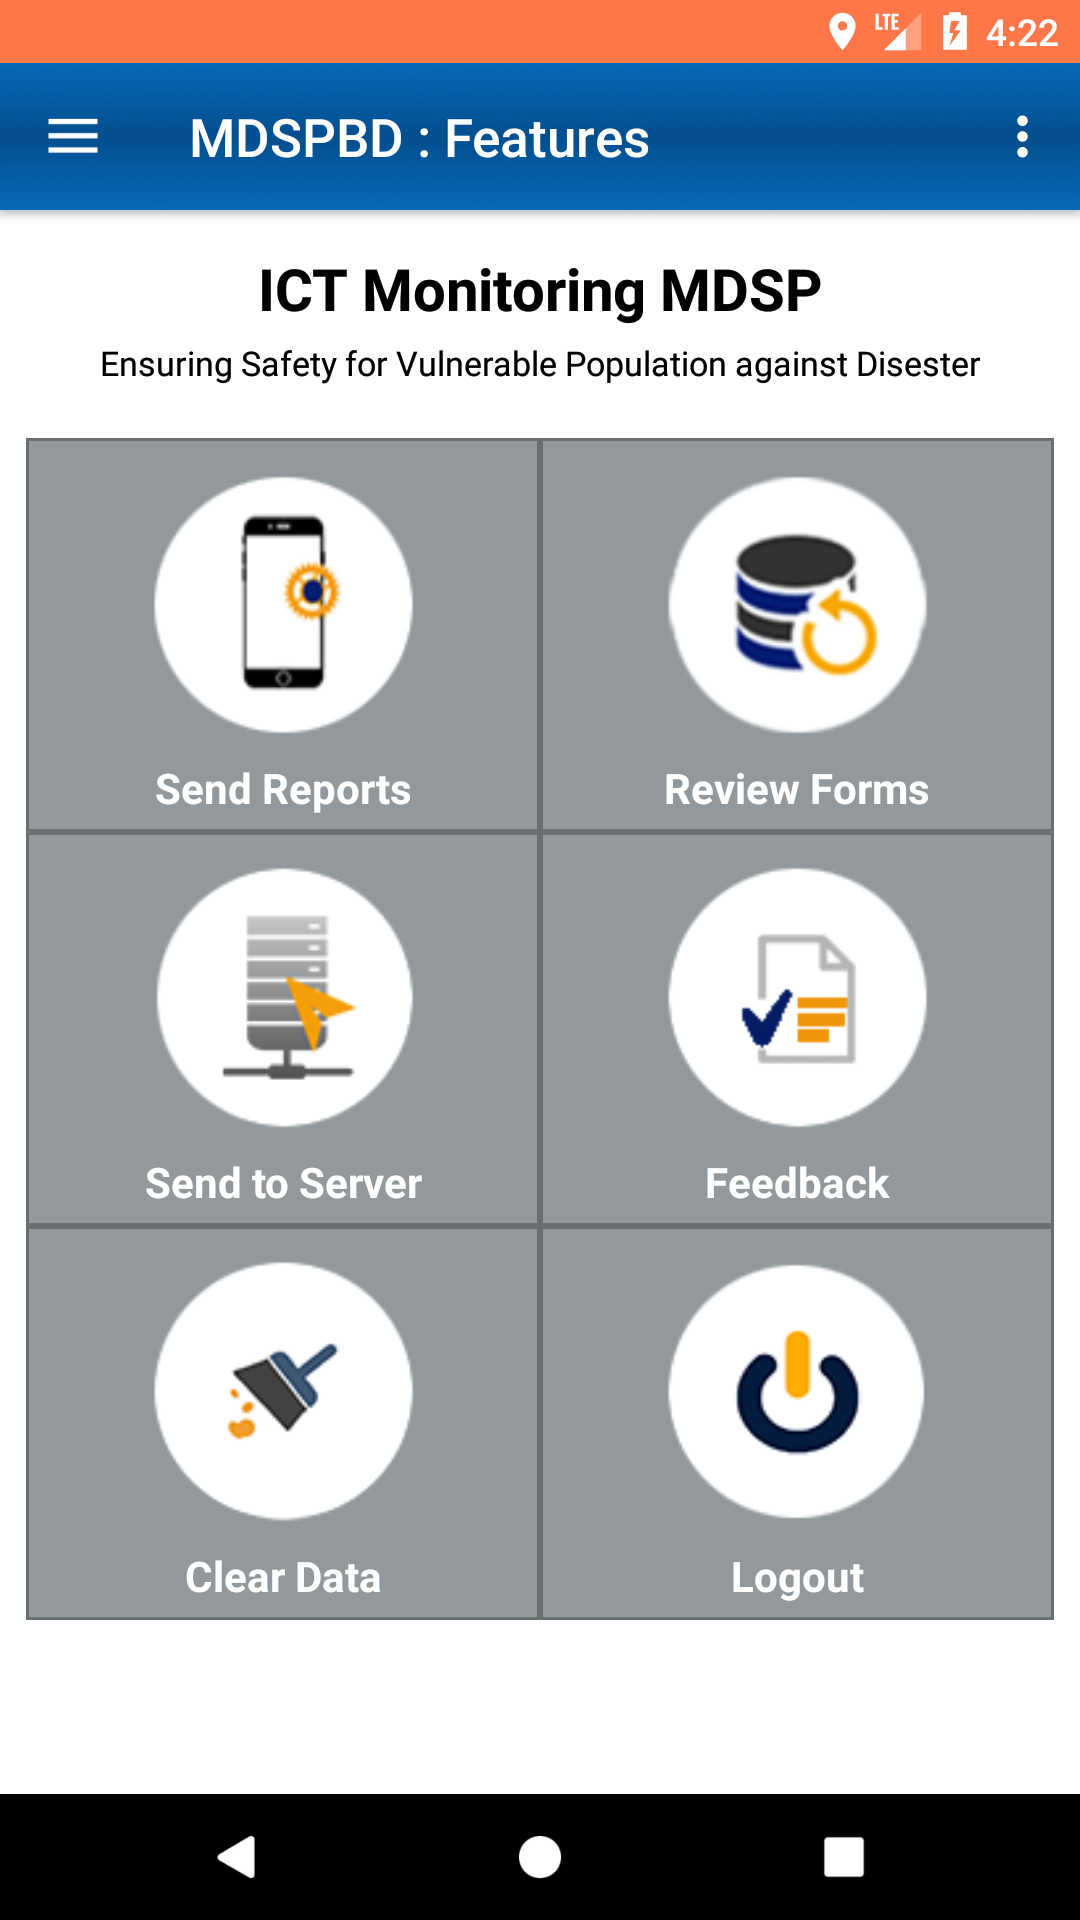 LTE 4:22
MDSPBD : Features
ICT Monitoring MDSP
Ensuring Safety for Vulnerable Population against Disester
Send Reports
Review Forms
Send to Server
Feedback
Clear Data
Logout